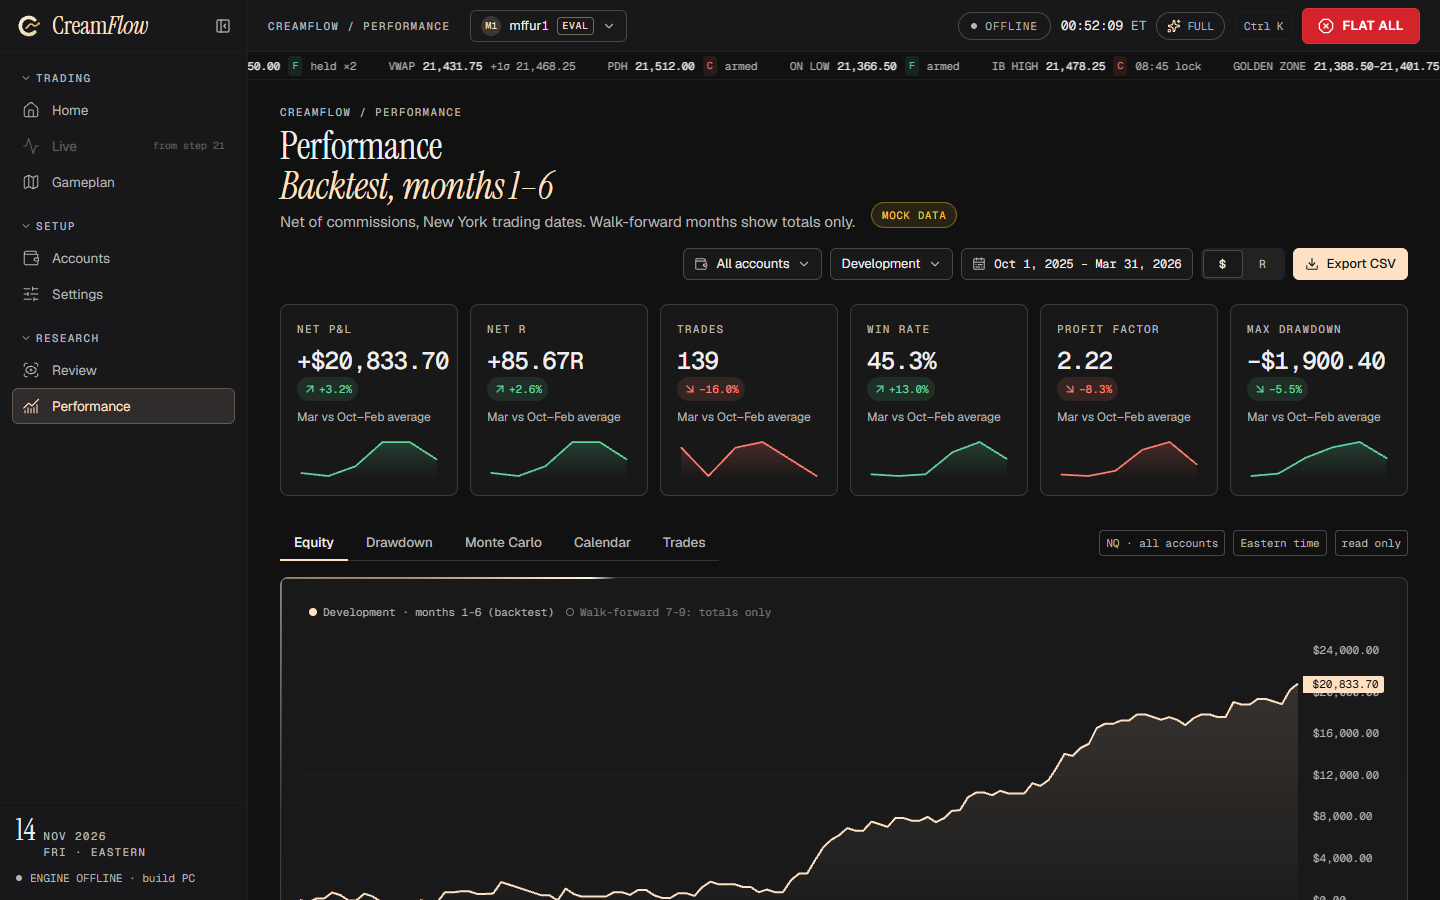 CreamFlow
CREAMFLOW / PERFORMANCE
M1 mffur1 EVAL
OFFLINE
00:52:09 ET
FULL
Ctrl K
FLAT ALL
50.00 F held ×2 VWAP 21,431.75 +1σ 21,468.25 PDH 21,512.00 C armed ON LOW 21,366.50 F armed IB HIGH 21,478.25 C 08:45 lock GOLDEN ZONE 21,388.50–21,401.75
TRADING
Home
Live from step 21
Gameplan
SETUP
Accounts
Settings
RESEARCH
Review
Performance
14 NOV 2026
FRI · EASTERN
ENGINE OFFLINE · build PC
CREAMFLOW / PERFORMANCE
Performance
Backtest, months 1–6
Net of commissions, New York trading dates. Walk-forward months show totals only.
MOCK DATA
All accounts
Development
Oct 1, 2025 – Mar 31, 2026
$ R
Export CSV
NET P&L
+$20,833.70
+3.2%
Mar vs Oct–Feb average
NET R
+85.67R
+2.6%
Mar vs Oct–Feb average
TRADES
139
−16.0%
Mar vs Oct–Feb average
WIN RATE
45.3%
+13.0%
Mar vs Oct–Feb average
PROFIT FACTOR
2.22
−8.3%
Mar vs Oct–Feb average
MAX DRAWDOWN
−$1,900.40
−5.5%
Mar vs Oct–Feb average
Equity Drawdown Monte Carlo Calendar Trades
NQ · all accounts
Eastern time
read only
Development · months 1–6 (backtest)
Walk-forward 7–9: totals only
$24,000.00
$20,833.70
$16,000.00
$12,000.00
$8,000.00
$4,000.00